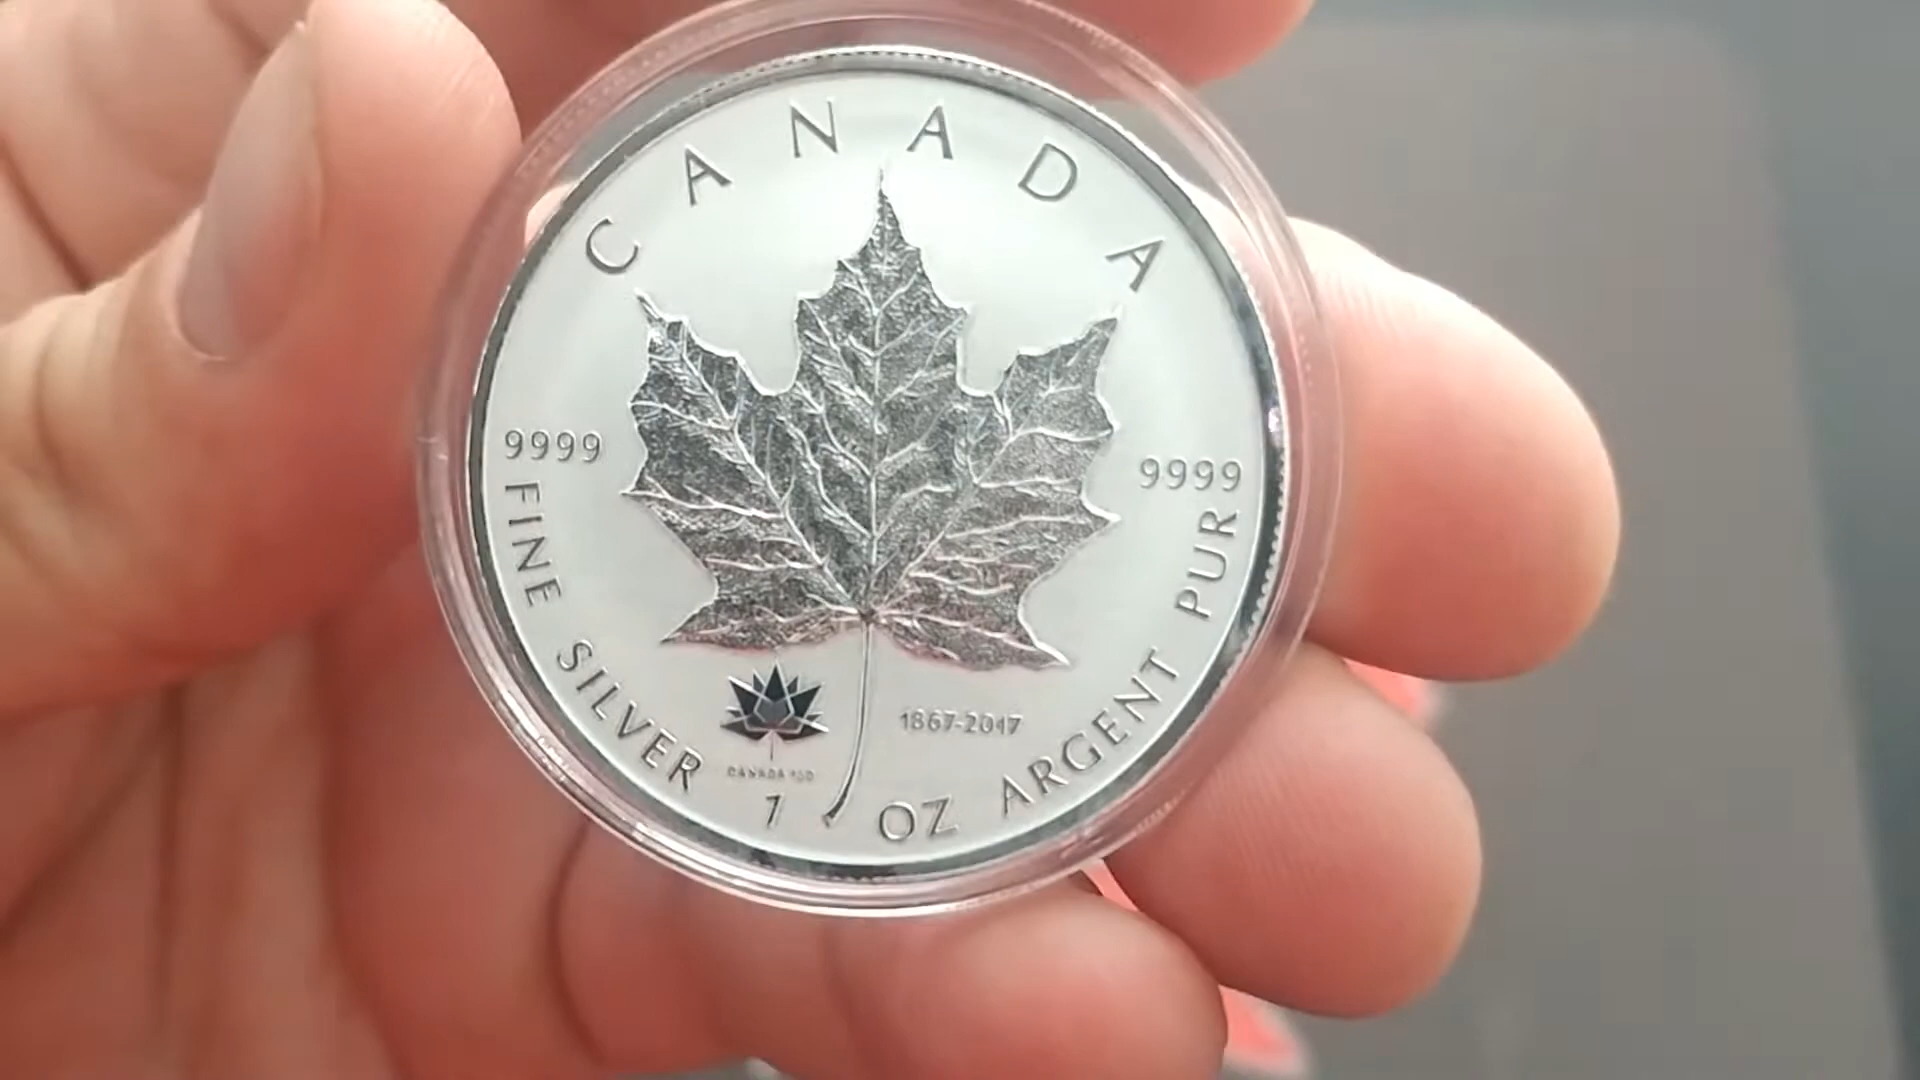 CANADA
9999
9999
FINE SILVER 1 OZ ARGENT PUR
1867-2017
CANADA 150